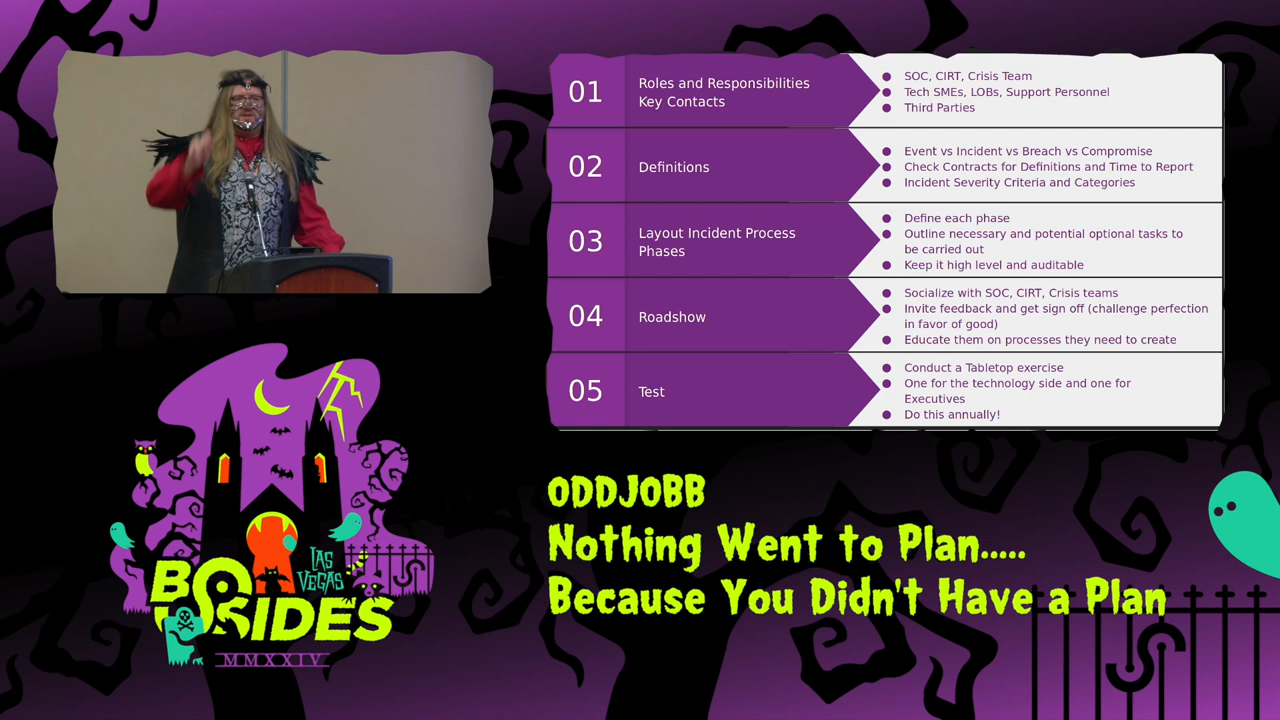 01
Roles and Responsibilities
Key Contacts
● SOC, CIRT, Crisis Team
● Tech SMEs, LOBs, Support Personnel
● Third Parties
02
Definitions
● Event vs Incident vs Breach vs Compromise
● Check Contracts for Definitions and Time to Report
● Incident Severity Criteria and Categories
03
Layout Incident Process
Phases
● Define each phase
● Outline necessary and potential optional tasks to
be carried out
● Keep it high level and auditable
04
Roadshow
● Socialize with SOC, CIRT, Crisis teams
● Invite feedback and get sign off (challenge perfection
in favor of good)
● Educate them on processes they need to create
05
Test
● Conduct a Tabletop exercise
● One for the technology side and one for
Executives
● Do this annually!
LAS
VEGAS
BSIDES
MMXXIV
ODDJOBB
Nothing Went to Plan.....
Because You Didn't Have a Plan